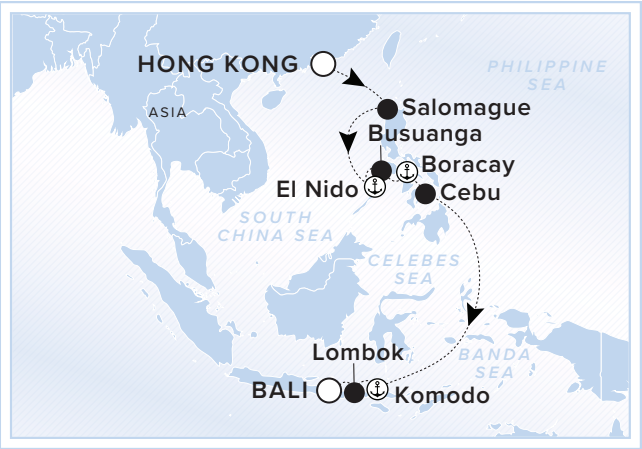 HONG KONG
PHILIPPINE
SEA
ASIA
Salomague
Busuanga
Boracay
El Nido
Cebu
SOUTH
CHINA SEA
CELEBES
SEA
Lombok
BANDA
SEA
BALI
Komodo